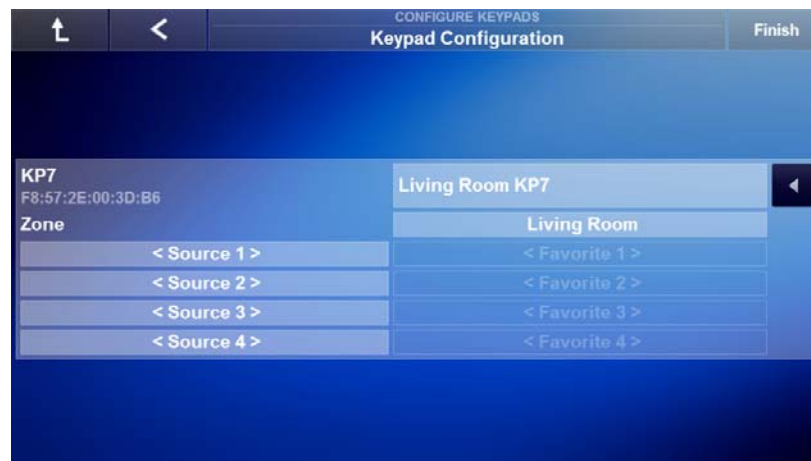 CONFIGURE KEYPADS
Keypad Configuration
Finish
KP7
F8:57:2E:00:3D:B6
Living Room KP7
Zone
Living Room
< Source 1 >
< Favorite 1 >
< Source 2 >
< Favorite 2 >
< Source 3 >
< Favorite 3 >
< Source 4 >
< Favorite 4 >